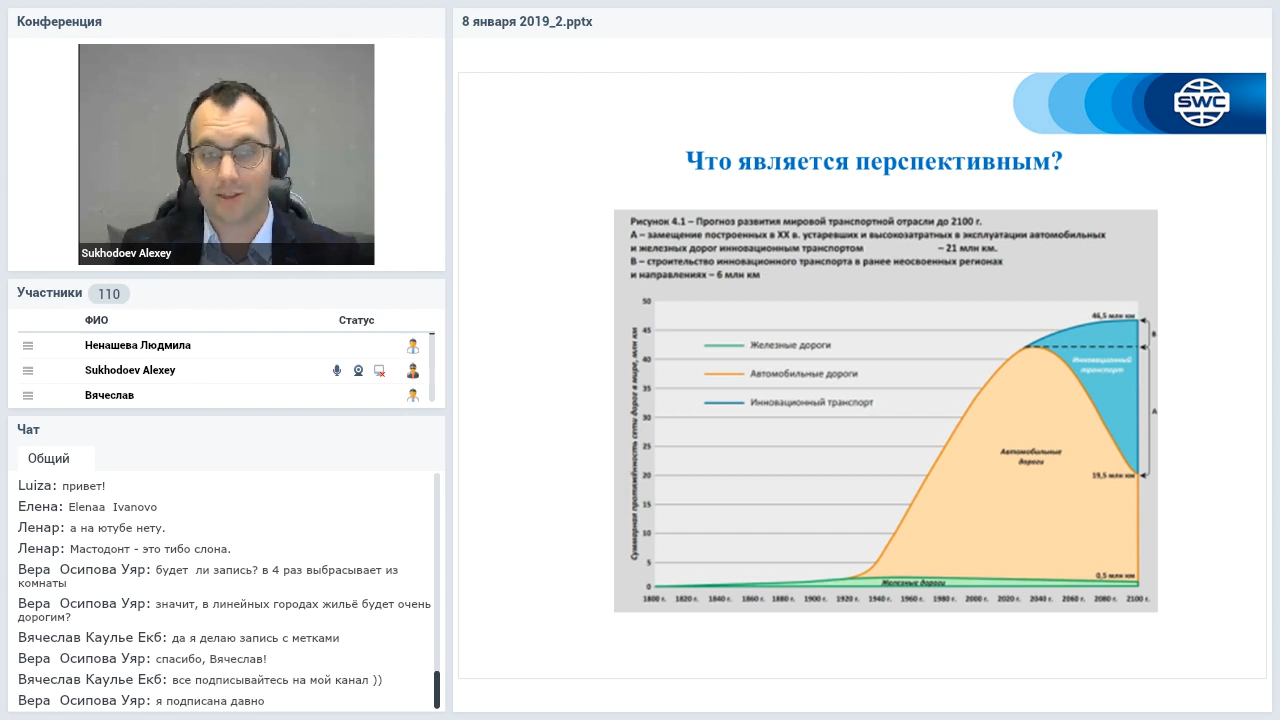 Конференция
Sukhodoev Alexey
Участники 110
ФИО Статус
Ненашева Людмила
Sukhodoev Alexey
Вячеслав
Чат
Общий
Luiza: привет!
Елена: Elenaa Ivanovo
Ленар: а на ютубе нету.
Ленар: Мастодонт - это тибо слона.
Вера Осипова Уяр: будет ли запись? в 4 раз выбрасывает из
комнаты
Вера Осипова Уяр: значит, в линейных городах жильё будет очень
дорогим?
Вячеслав Каулье Екб: да я делаю запись с метками
Вера Осипова Уяр: спасибо, Вячеслав!
Вячеслав Каулье Екб: все подписывайтесь на мой канал ))
Вера Осипова Уяр: я подписана давно
8 января 2019_2.pptx
SWC
Что является перспективным?
Рисунок 4.1 – Прогноз развития мировой транспортной отрасли до 2100 г.
А – замещение построенных в XX в. устаревших и высокозатратных в эксплуатации автомобильных
и железных дорог инновационным транспортом – 21 млн км.
В – строительство инновационного транспорта в ранее неосвоенных регионах
и направлениях – 6 млн км
Суммарная протяжённость сети дорог в мире, млн км
50
45
40
35
30
25
20
15
10
5
0
Железные дороги
Автомобильные дороги
Инновационный транспорт
46,5 млн км
В
Инновационный
транспорт
А
Автомобильные
дороги
19,5 млн км
0,5 млн км
Железные дороги
1800 г. 1820 г. 1840 г. 1860 г. 1880 г. 1900 г. 1920 г. 1940 г. 1960 г. 1980 г. 2000 г. 2020 г. 2040 г. 2060 г. 2080 г. 2100 г.